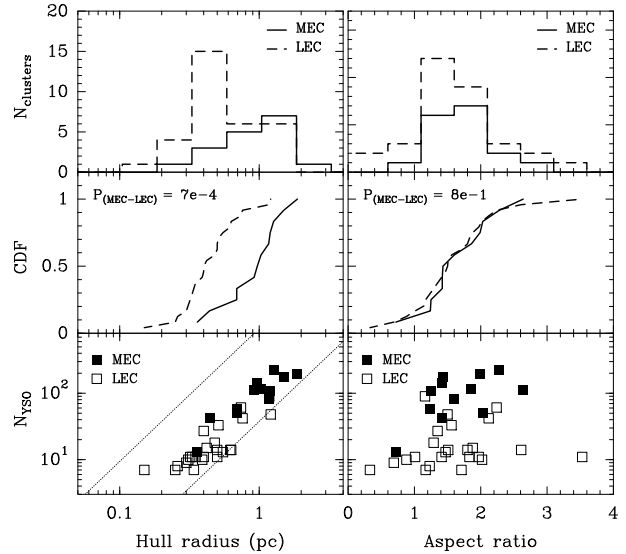 20
15
10
5
0
N_clusters
MEC
LEC
MEC
LEC
1
0.5
0
CDF
P_(MEC−LEC) = 7e−4
P_(MEC−LEC) = 8e−1
10^2
10^1
N_YSO
MEC
LEC
MEC
LEC
0.1
1
0
1
2
3
4
Hull radius (pc)
Aspect ratio